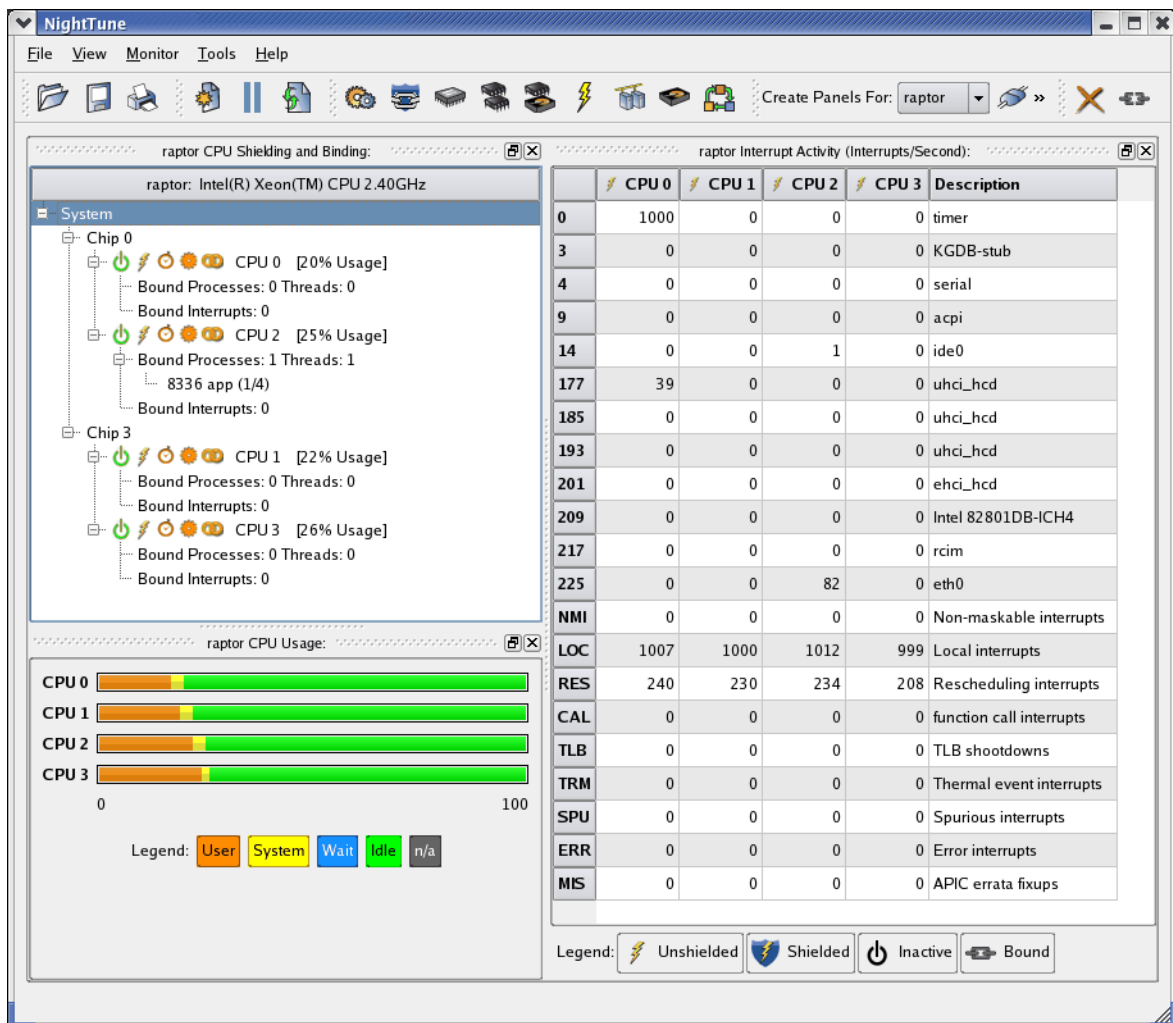 NightTune
File View Monitor Tools Help
Create Panels For: raptor »
raptor CPU Shielding and Binding:
raptor: Intel(R) Xeon(TM) CPU 2.40GHz
System
Chip 0
CPU 0 [20% Usage]
Bound Processes: 0 Threads: 0
Bound Interrupts: 0
CPU 2 [25% Usage]
Bound Processes: 1 Threads: 1
8336 app (1/4)
Bound Interrupts: 0
Chip 3
CPU 1 [22% Usage]
Bound Processes: 0 Threads: 0
Bound Interrupts: 0
CPU 3 [26% Usage]
Bound Processes: 0 Threads: 0
Bound Interrupts: 0
raptor CPU Usage:
CPU 0
CPU 1
CPU 2
CPU 3
0 100
Legend: User System Wait Idle n/a
raptor Interrupt Activity (Interrupts/Second):
CPU 0 CPU 1 CPU 2 CPU 3 Description
0 1000 0 0 0 timer
3 0 0 0 0 KGDB-stub
4 0 0 0 0 serial
9 0 0 0 0 acpi
14 0 0 1 0 ide0
177 39 0 0 0 uhci_hcd
185 0 0 0 0 uhci_hcd
193 0 0 0 0 uhci_hcd
201 0 0 0 0 ehci_hcd
209 0 0 0 0 Intel 82801DB-ICH4
217 0 0 0 0 rcim
225 0 0 82 0 eth0
NMI 0 0 0 0 Non-maskable interrupts
LOC 1007 1000 1012 999 Local interrupts
RES 240 230 234 208 Rescheduling interrupts
CAL 0 0 0 0 function call interrupts
TLB 0 0 0 0 TLB shootdowns
TRM 0 0 0 0 Thermal event interrupts
SPU 0 0 0 0 Spurious interrupts
ERR 0 0 0 0 Error interrupts
MIS 0 0 0 0 APIC errata fixups
Legend: Unshielded Shielded Inactive Bound